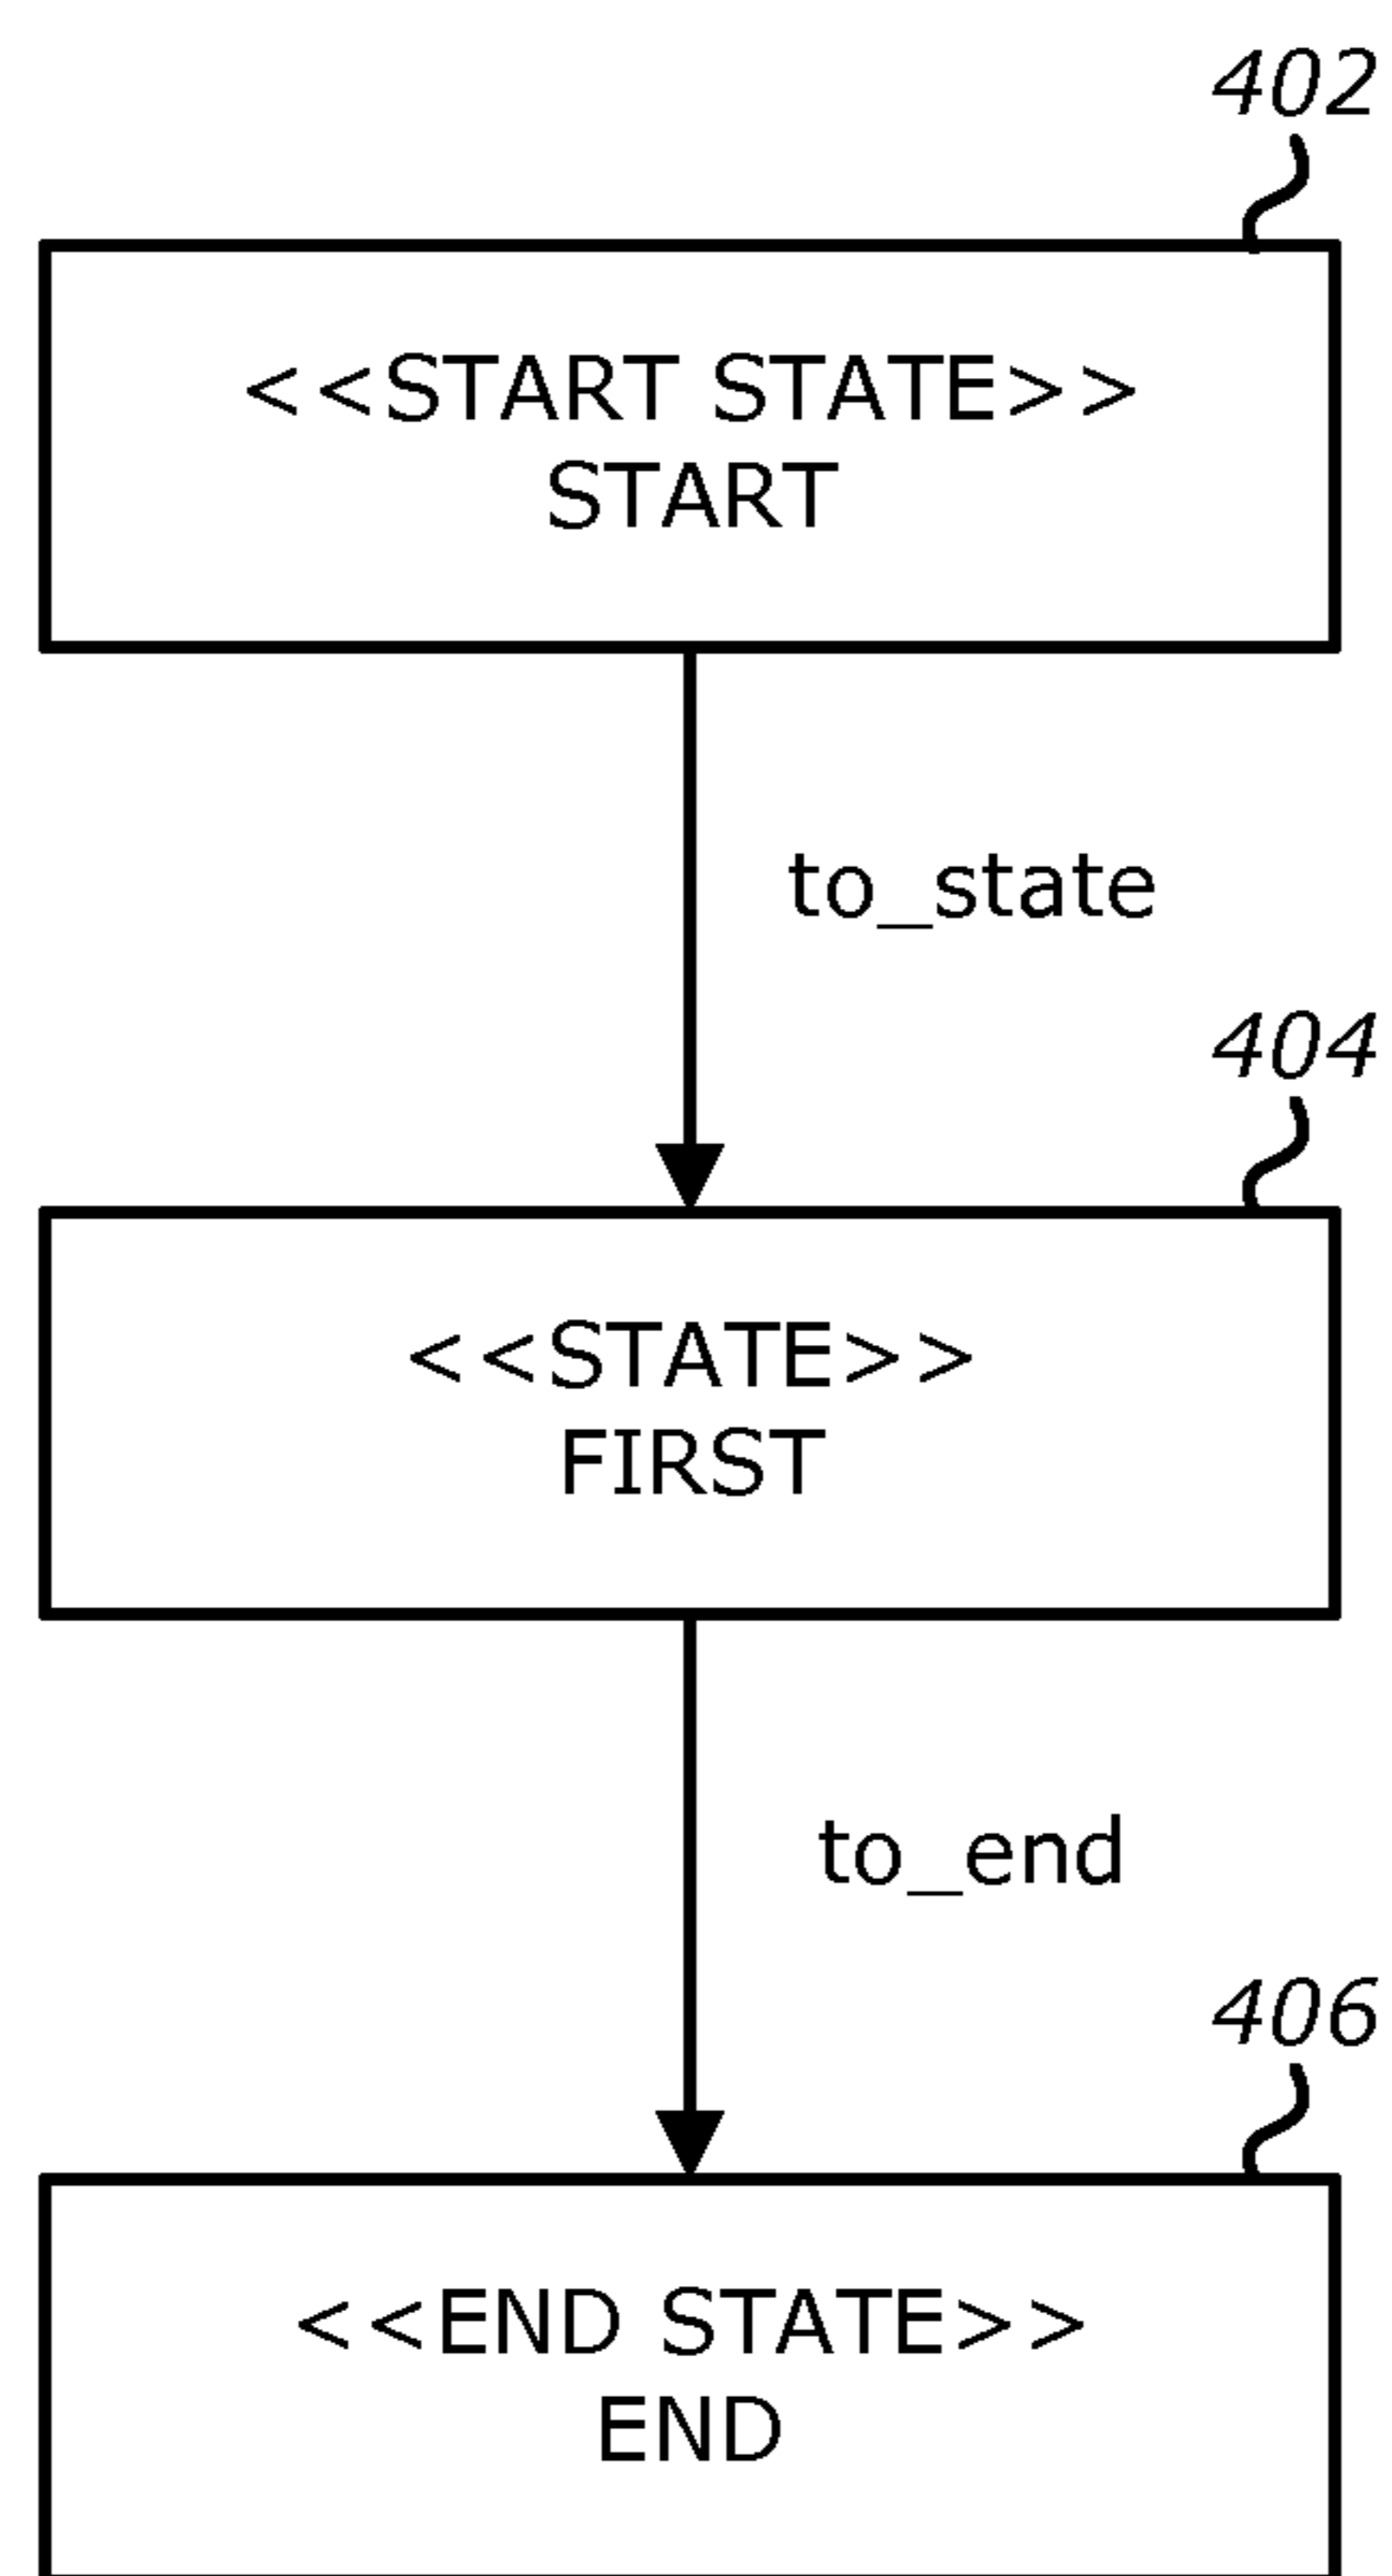 402
<<START STATE>>
START
to_state
404
<<STATE>>
FIRST
to_end
406
<<END STATE>>
END